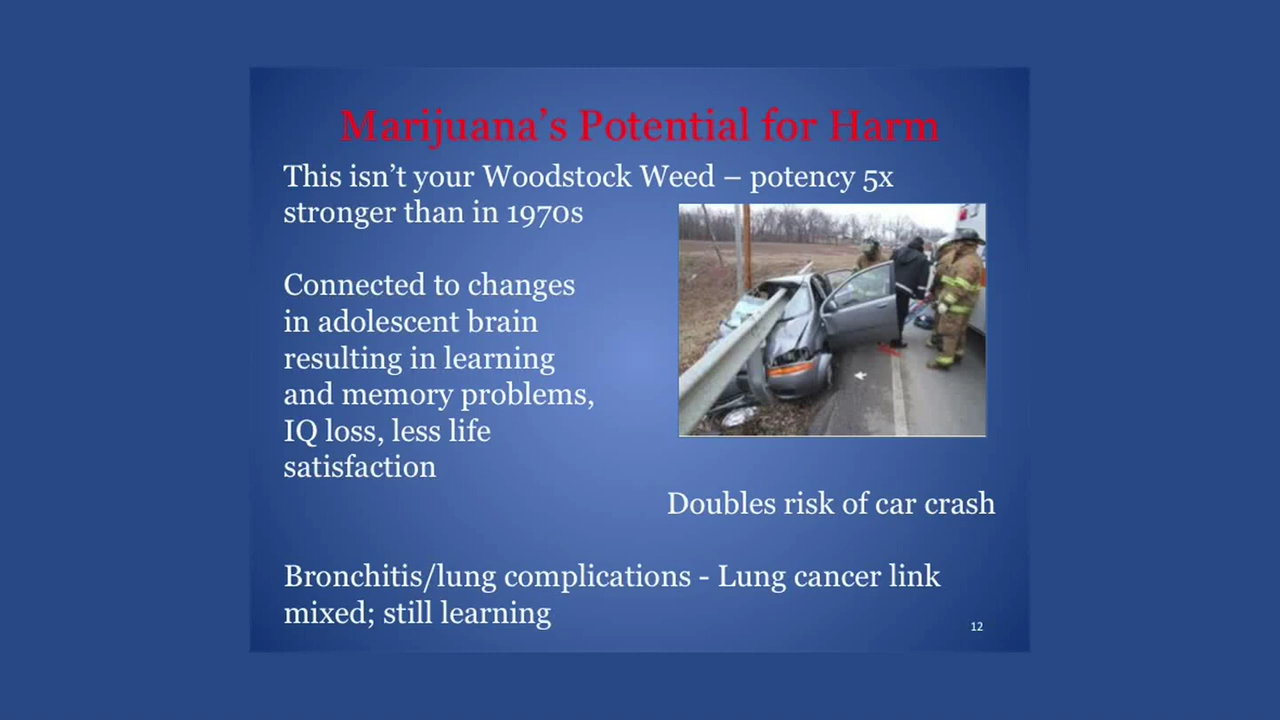 Marijuana’s Potential for Harm
This isn’t your Woodstock Weed – potency 5x
stronger than in 1970s
Connected to changes
in adolescent brain
resulting in learning
and memory problems,
IQ loss, less life
satisfaction
Doubles risk of car crash
Bronchitis/lung complications - Lung cancer link
mixed; still learning
12